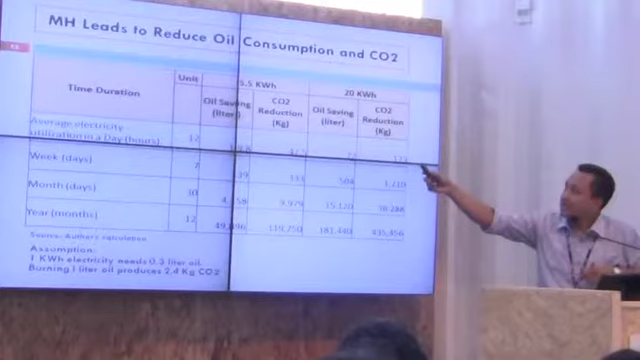 MH Leads to Reduce Oil Consumption and CO2
Time Duration Unit 5.5 KWh 20 KWh
Oil Saving (liter) CO2 Reduction (Kg) Oil Saving (liter) CO2 Reduction (Kg)
Average electricity
utilization in a Day (hours) 12
Week (days) 7 504
Month (days) 30 9,979 15,120
Year (months) 12 119,750 181,440 435,456
Source: Author's calculation
Assumption:
1 KWh electricity needs 0.3 liter oil.
Burning 1 liter oil produces 2.4 Kg CO2